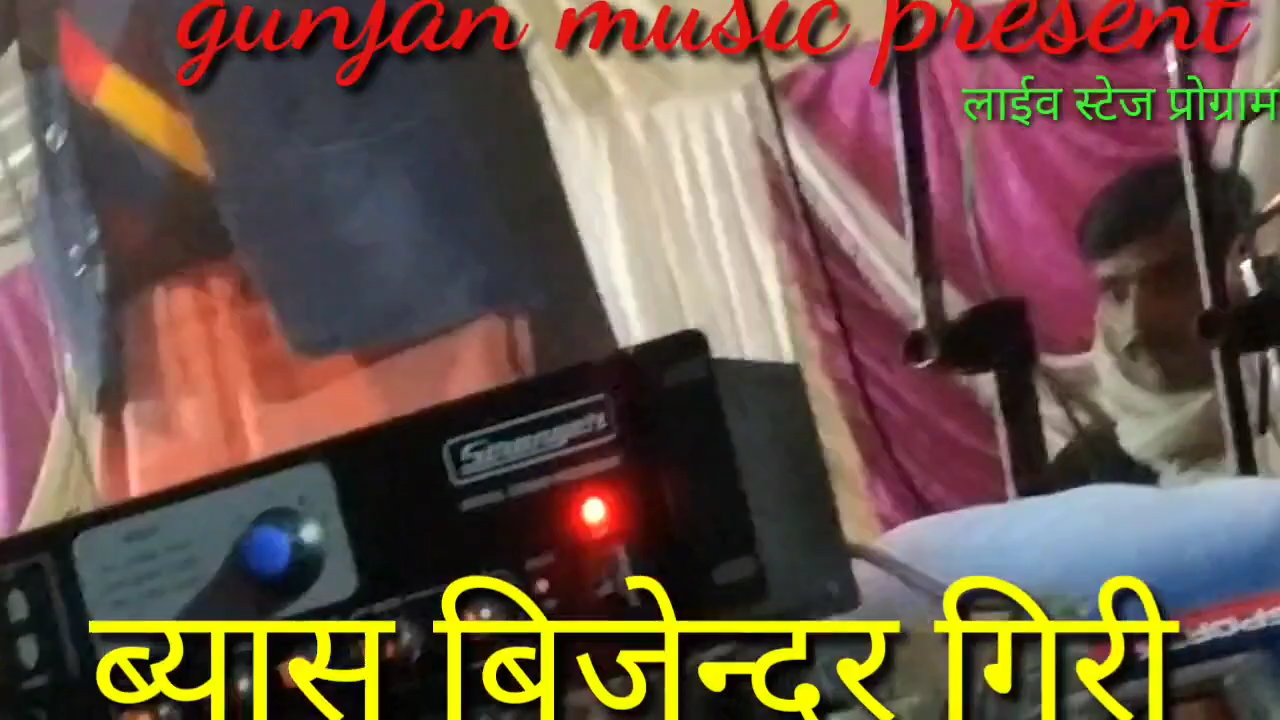 gunjan music present
लाईव स्टेज प्रोग्राम
ब्यास बिजेन्दर गिरी